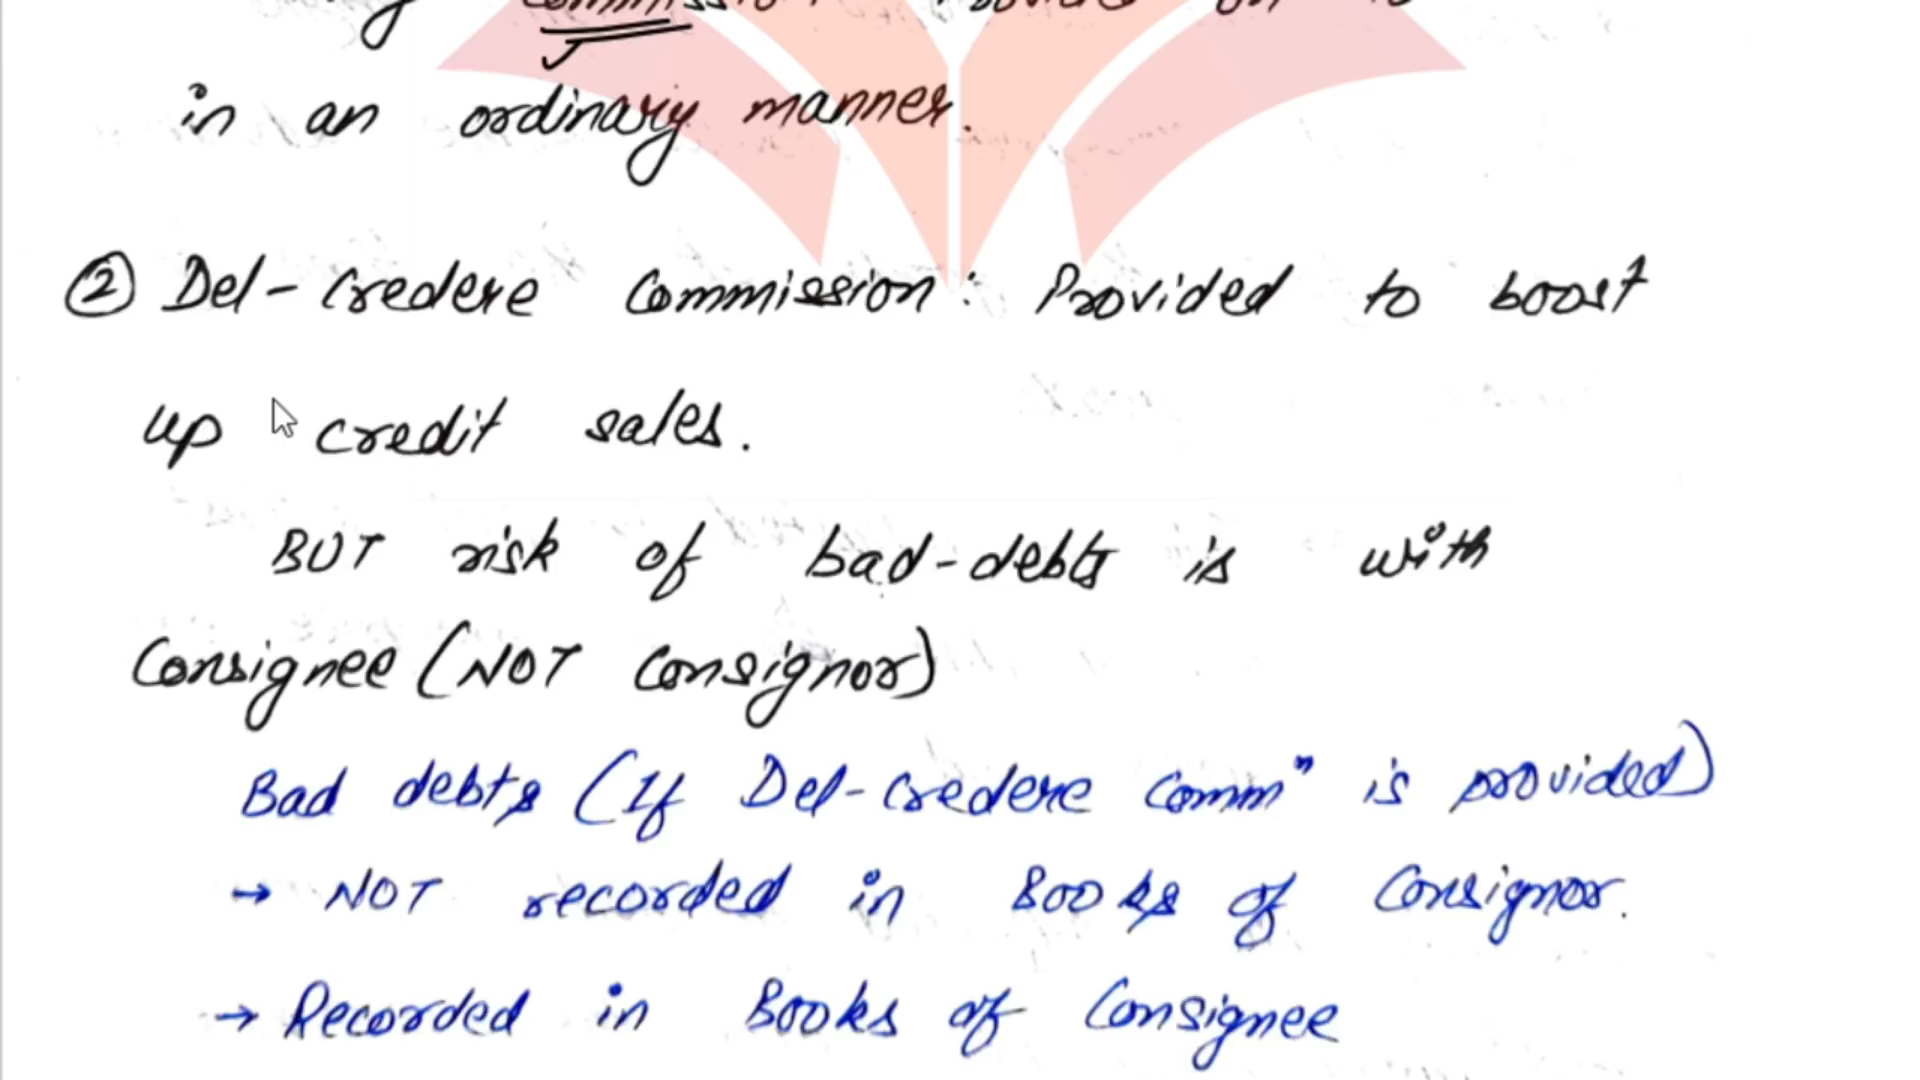 commission
in an ordinary manner.
② Del-Credere Commission: Provided to boost
up credit sales.
BUT risk of bad-debts is with
Consignee (NOT Consignor)
Bad debts (If Del-Credere Commⁿ is provided)
→ NOT recorded in Books of Consignor.
→ Recorded in Books of Consignee